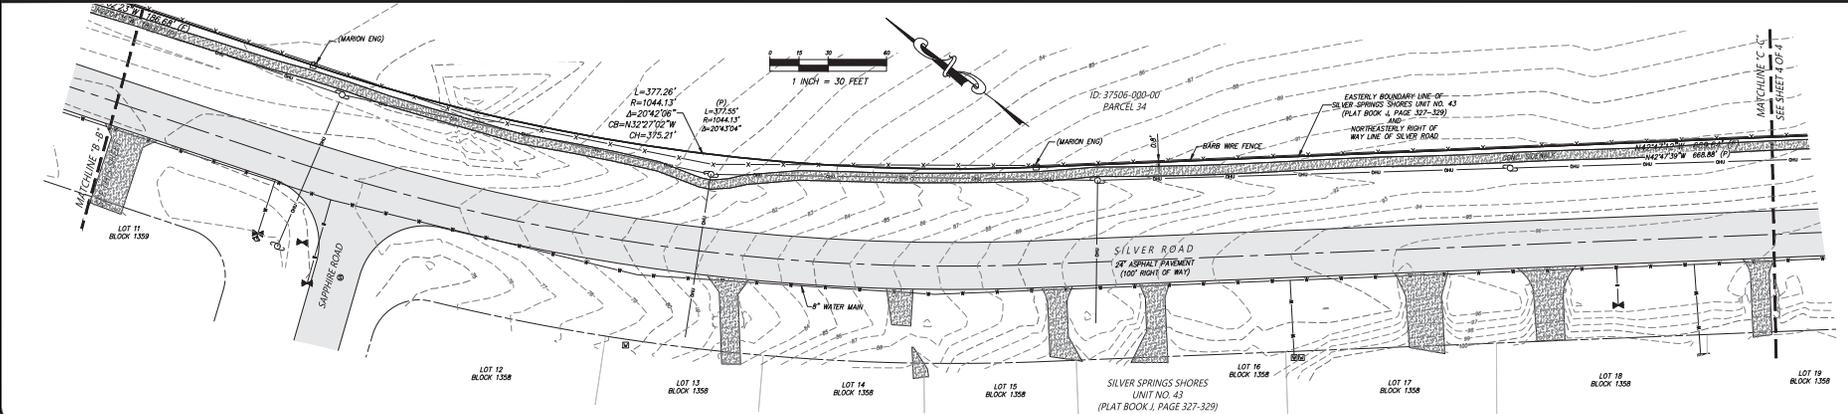 186.68' (F)
(MARION ENG)
0 15 30 60
1 INCH = 30 FEET
L=377.26'
R=1044.13'
Δ=20°42'06"
CB=N32°27'02"W
CH=375.21'
(P)
L=377.55'
R=1044.13'
Δ=20°43'04"
ID: 37506-000-00
PARCEL 34
EASTERLY BOUNDARY LINE OF
SILVER SPRINGS SHORES UNIT NO. 43
(PLAT BOOK J, PAGE 327-329)
AND
NORTHEASTERLY RIGHT OF
WAY LINE OF SILVER ROAD
MATCHLINE "C-C"
SEE SHEET 4 OF 4
(MARION ENG)
0.8'
BARB WIRE FENCE
CONC. SIDEWALK
N42°47'39"W 668.88' (P)
MATCHLINE "B-B"
LOT 11
BLOCK 1359
SAPPHIRE ROAD
SILVER ROAD
24' ASPHALT PAVEMENT
(100' RIGHT OF WAY)
8" WATER MAIN
LOT 12
BLOCK 1358
LOT 13
BLOCK 1358
LOT 14
BLOCK 1358
LOT 15
BLOCK 1358
SILVER SPRINGS SHORES
UNIT NO. 43
(PLAT BOOK J, PAGE 327-329)
LOT 16
BLOCK 1358
LOT 17
BLOCK 1358
LOT 18
BLOCK 1358
LOT 19
BLOCK 1358